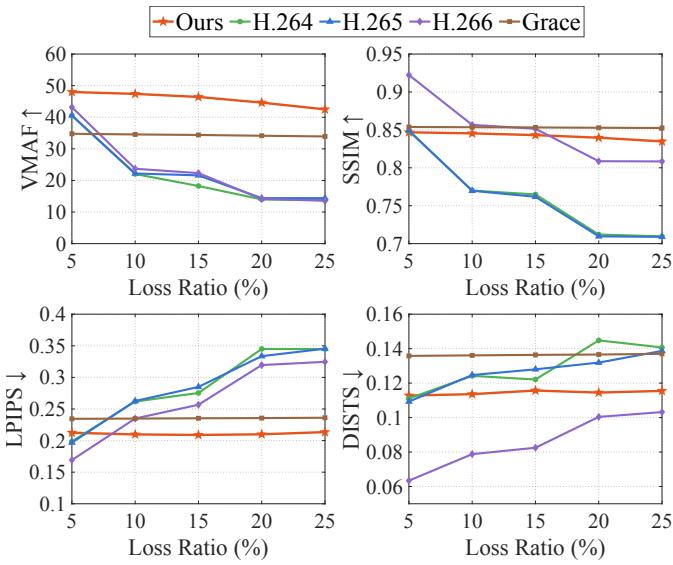 Ours H.264 H.265 H.266 Grace
VMAF ↑
60
50
40
30
20
10
0
5 10 15 20 25
Loss Ratio (%)
SSIM ↑
0.95
0.9
0.85
0.8
0.75
0.7
5 10 15 20 25
Loss Ratio (%)
LPIPS ↓
0.4
0.35
0.3
0.25
0.2
0.15
0.1
5 10 15 20 25
Loss Ratio (%)
DISTS ↓
0.16
0.14
0.12
0.1
0.08
0.06
5 10 15 20 25
Loss Ratio (%)